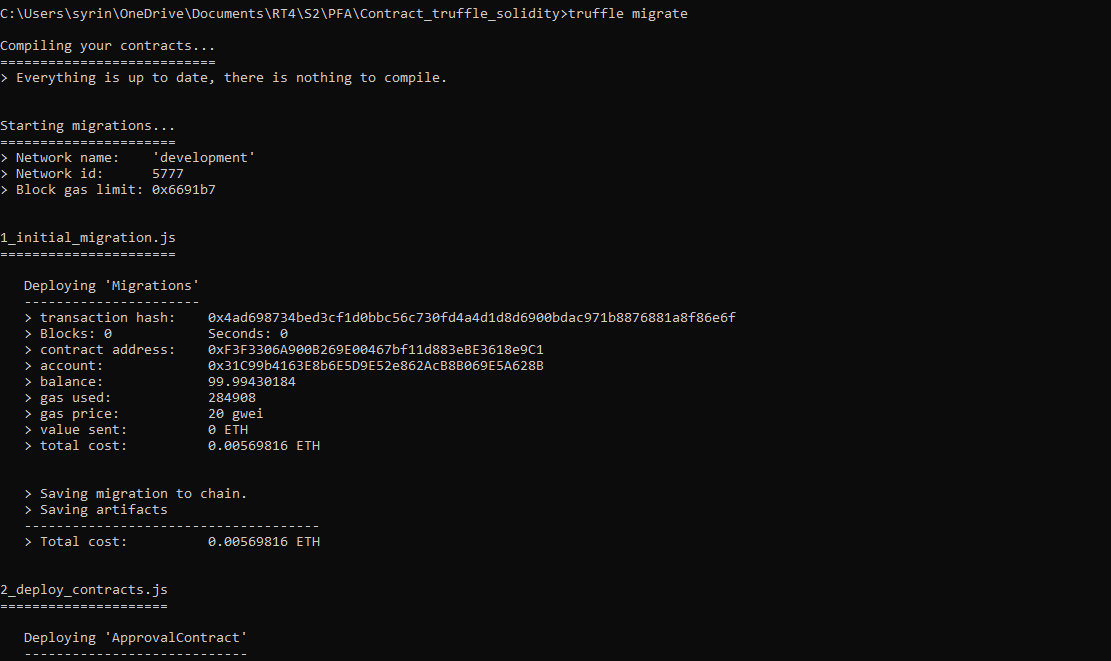 C:\Users\syrin\OneDrive\Documents\RT4\S2\PFA\Contract_truffle_solidity>truffle migrate
Compiling your contracts...
===========================
> Everything is up to date, there is nothing to compile.
Starting migrations...
======================
> Network name:    'development'
> Network id:      5777
> Block gas limit: 0x6691b7
1_initial_migration.js
======================
   Deploying 'Migrations'
   ----------------------
   > transaction hash:    0x4ad698734bed3cf1d0bbc56c730fd4a4d1d8d6900bdac971b8876881a8f86e6f
   > Blocks: 0            Seconds: 0
   > contract address:    0xF3F3306A900B269E00467bf11d883eBE3618e9C1
   > account:             0x31C99b4163E8b6E5D9E52e862AcB8B069E5A628B
   > balance:             99.99430184
   > gas used:            284908
   > gas price:           20 gwei
   > value sent:          0 ETH
   > total cost:          0.00569816 ETH
   > Saving migration to chain.
   > Saving artifacts
   -------------------------------------
   > Total cost:          0.00569816 ETH
2_deploy_contracts.js
=====================
   Deploying 'ApprovalContract'
   ----------------------------